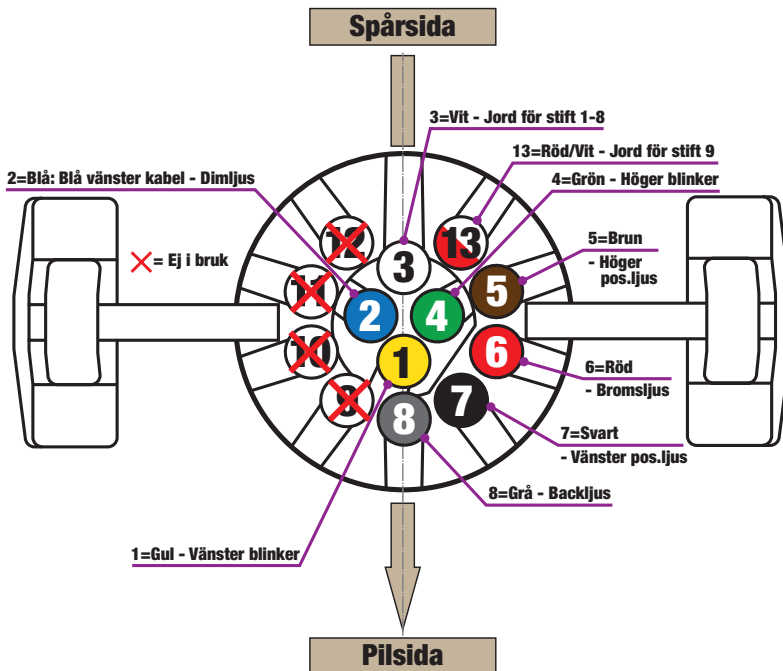 Spårsida
3=Vit - Jord för stift 1-8
13=Röd/Vit - Jord för stift 9
2=Blå: Blå vänster kabel - Dimljus
4=Grön - Höger blinker
5=Brun
- Höger
pos.ljus
= Ej i bruk
12
13
3
11
5
2
4
10
1
6
9
8
7
6=Röd
- Bromsljus
7=Svart
- Vänster pos.ljus
8=Grå - Backljus
1=Gul - Vänster blinker
Pilsida